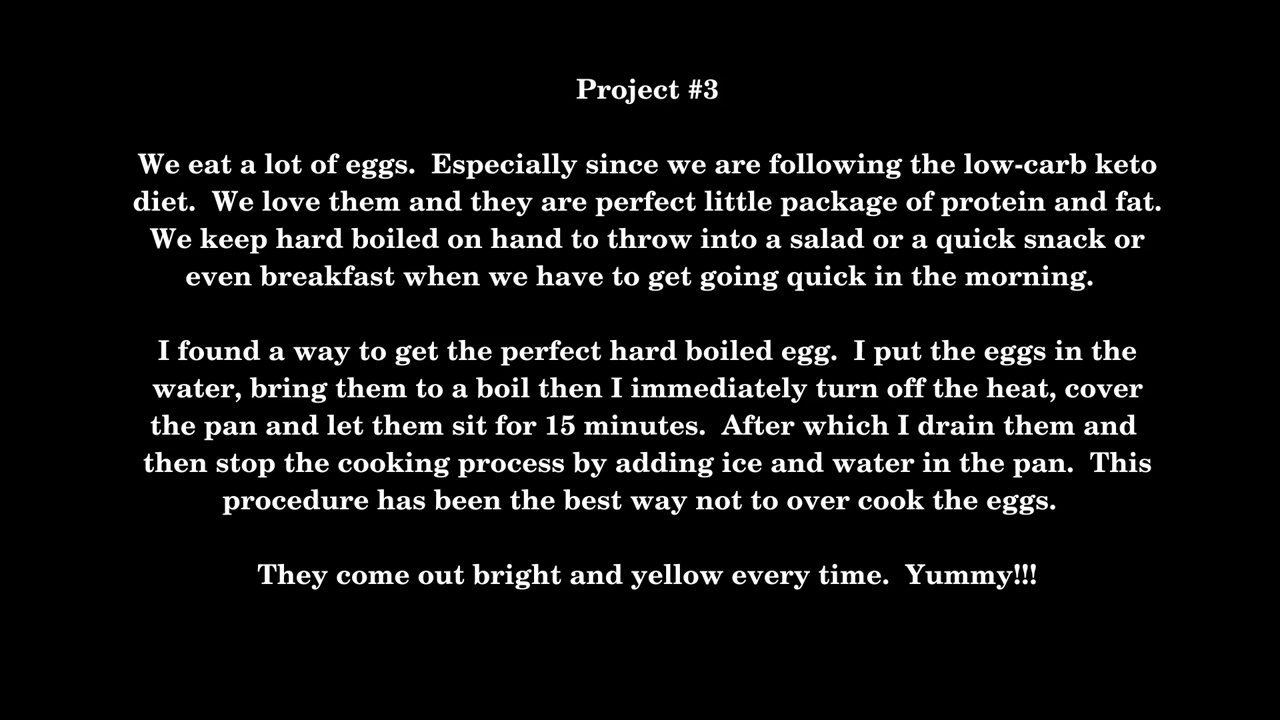 Project #3
We eat a lot of eggs.  Especially since we are following the low-carb keto
diet.  We love them and they are perfect little package of protein and fat.
We keep hard boiled on hand to throw into a salad or a quick snack or
even breakfast when we have to get going quick in the morning.
I found a way to get the perfect hard boiled egg.  I put the eggs in the
water, bring them to a boil then I immediately turn off the heat, cover
the pan and let them sit for 15 minutes.  After which I drain them and
then stop the cooking process by adding ice and water in the pan.  This
procedure has been the best way not to over cook the eggs.
They come out bright and yellow every time.  Yummy!!!